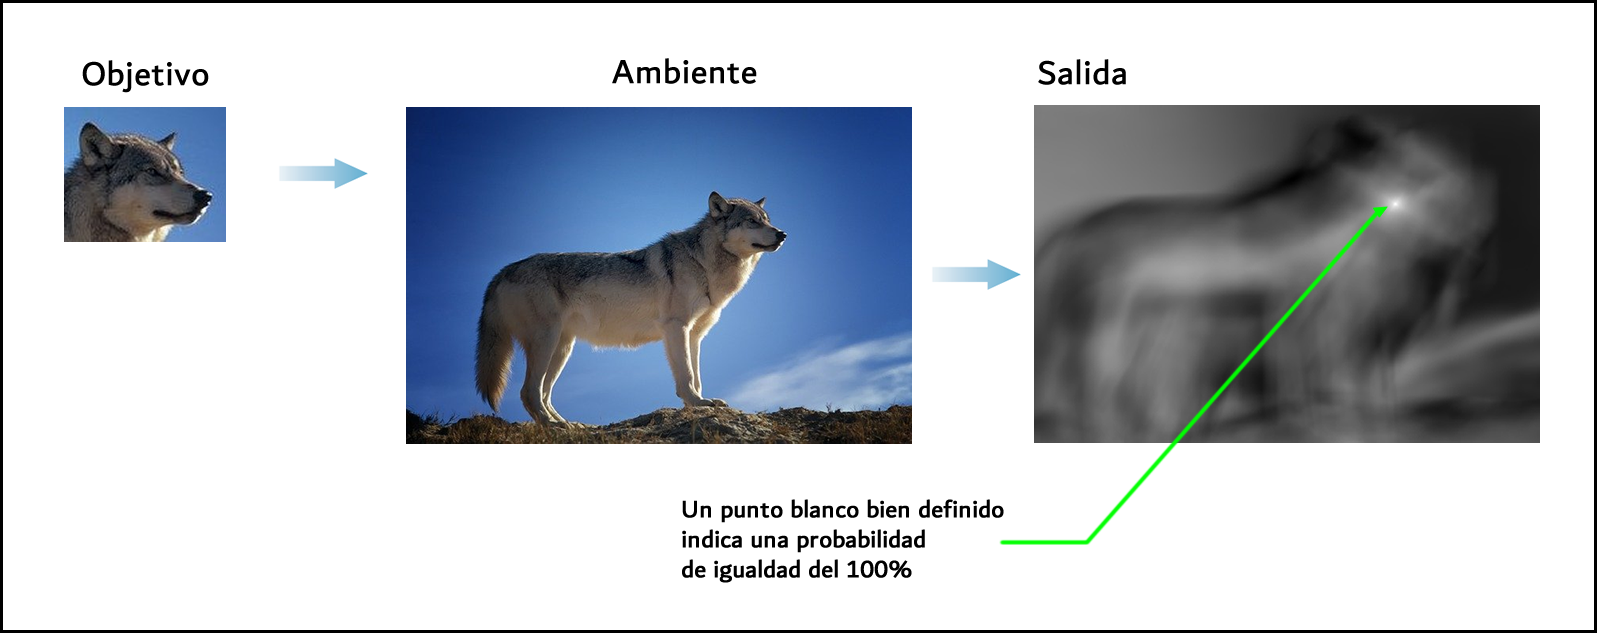 Objetivo
Ambiente
Salida
Un punto blanco bien definido
indica una probabilidad
de igualdad del 100%